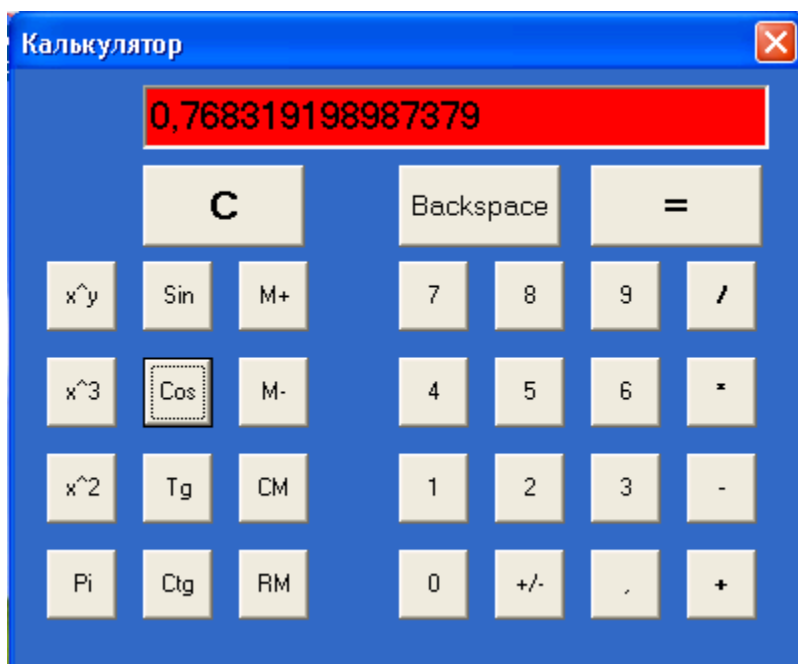 Калькулятор
0,768319198987379
C Backspace =
x^y Sin M+ 7 8 9 /
x^3 Cos M- 4 5 6 *
x^2 Tg CM 1 2 3 -
Pi Ctg RM 0 +/- , +